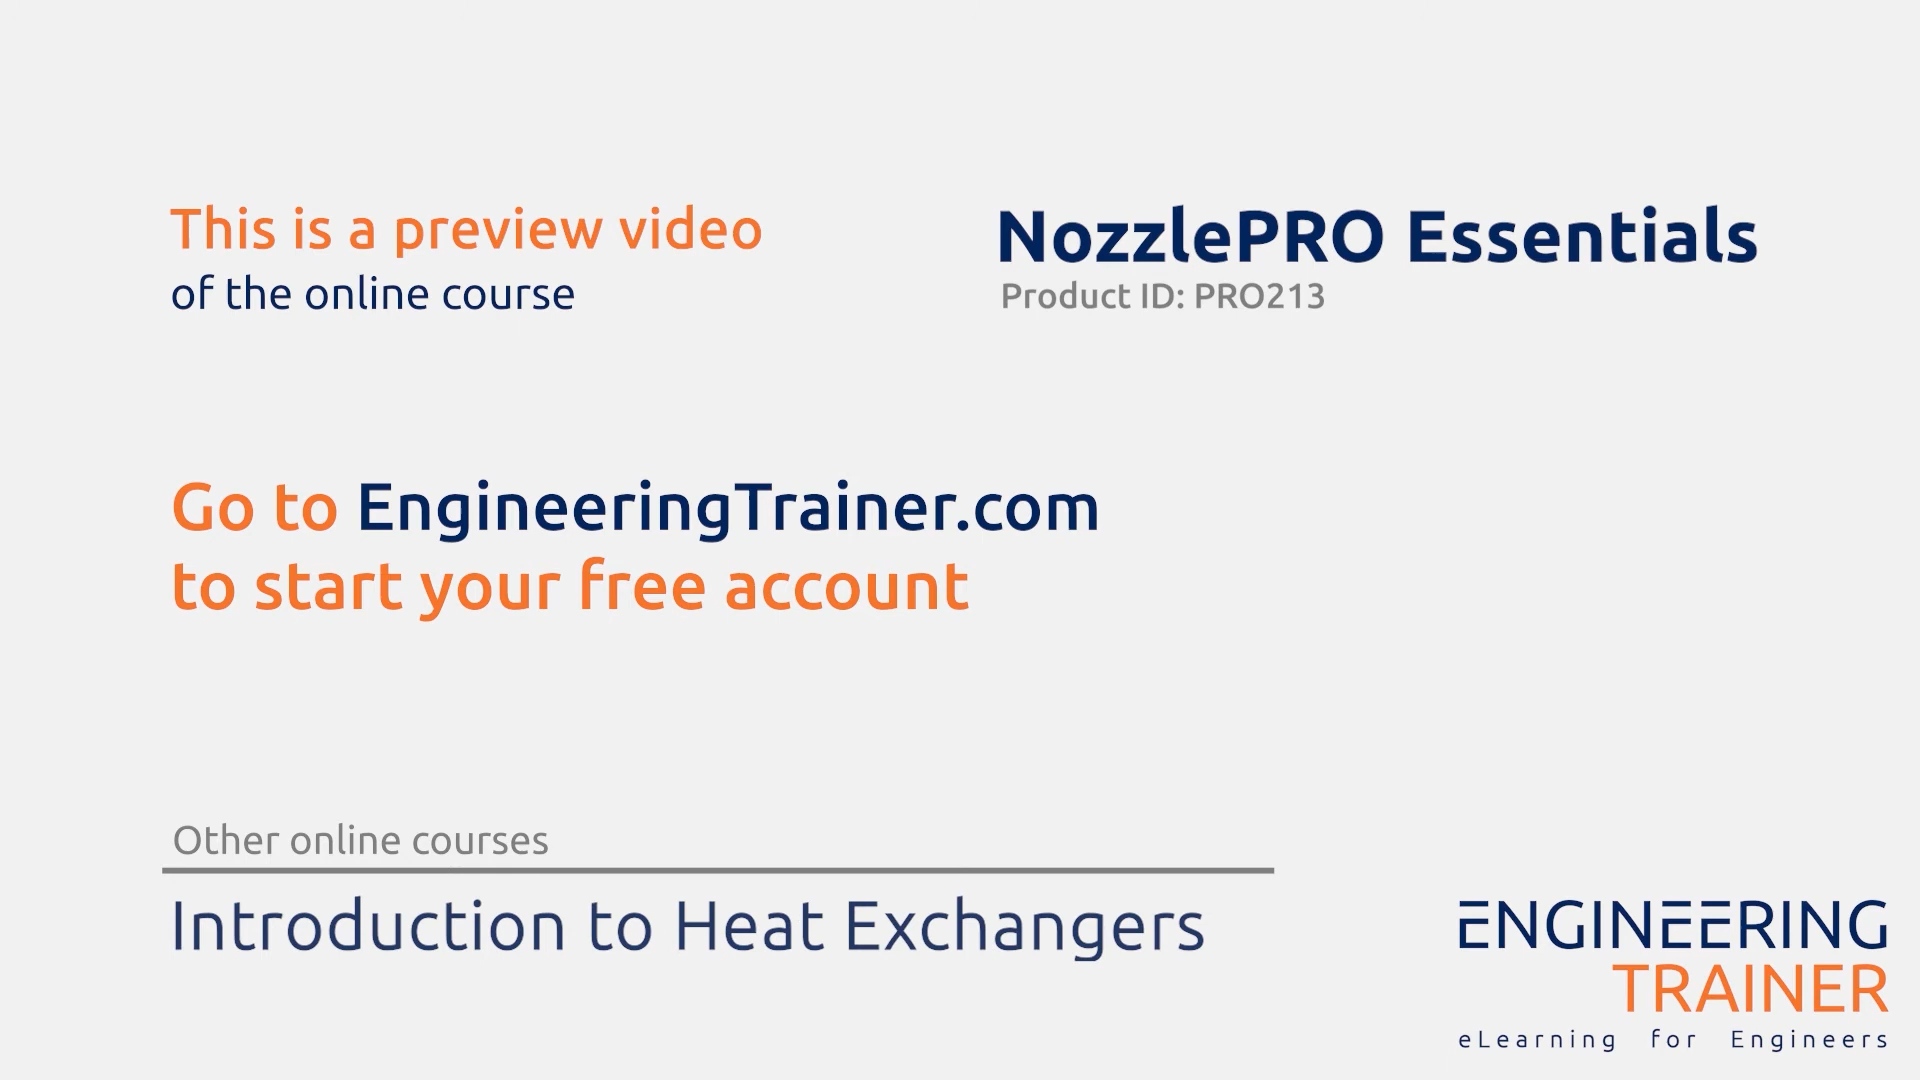 This is a preview video
of the online course
NozzlePRO Essentials
Product ID: PRO213
Go to EngineeringTrainer.com
to start your free account
Other online courses
Introduction to Heat Exchangers
ENGINEERING
TRAINER
eLearning for Engineers